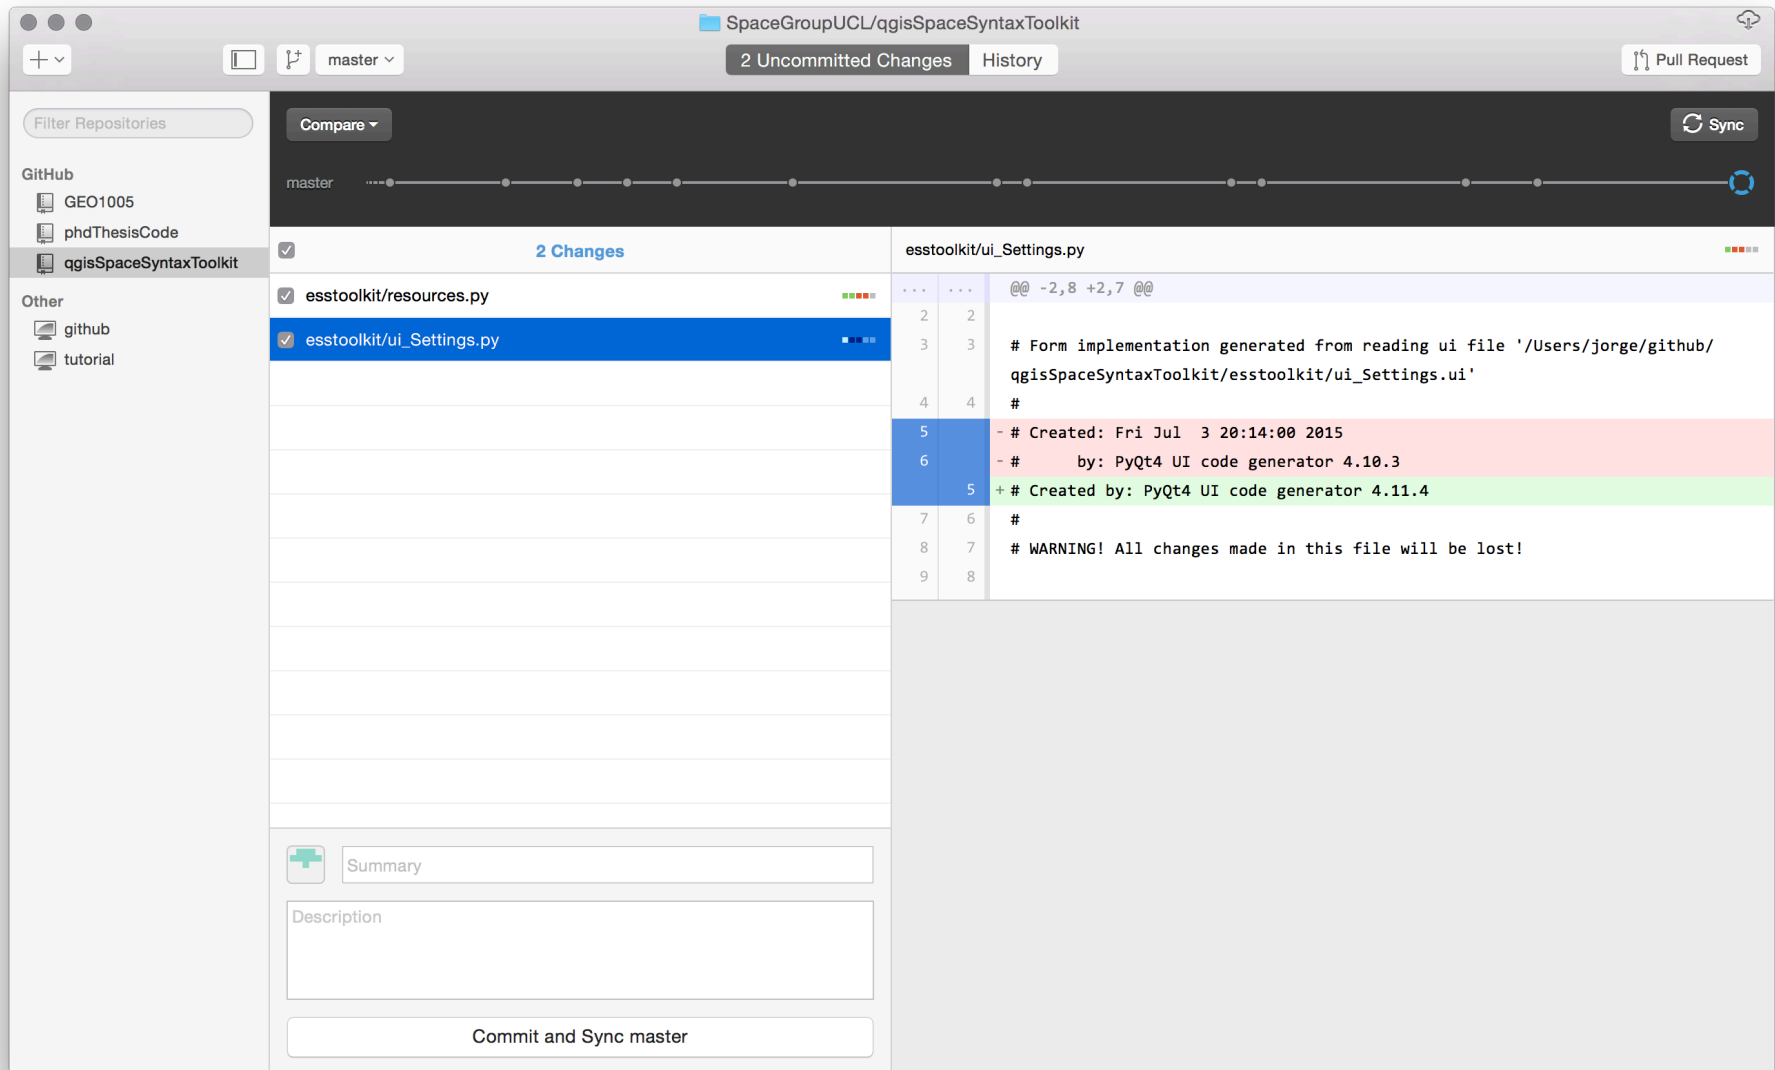 SpaceGroupUCL/qgisSpaceSyntaxToolkit
master
2 Uncommitted Changes
History
Pull Request
Filter Repositories
GitHub
GEO1005
phdThesisCode
qgisSpaceSyntaxToolkit
Other
github
tutorial
Compare
Sync
master
2 Changes
esstoolkit/resources.py
esstoolkit/ui_Settings.py
Summary
Description
Commit and Sync master
esstoolkit/ui_Settings.py
... ... @@ -2,8 +2,7 @@
2 2
3 3 # Form implementation generated from reading ui file '/Users/jorge/github/
qgisSpaceSyntaxToolkit/esstoolkit/ui_Settings.ui'
4 4 #
5 - # Created: Fri Jul  3 20:14:00 2015
6 - #      by: PyQt4 UI code generator 4.10.3
5 + # Created by: PyQt4 UI code generator 4.11.4
7 6 #
8 7 # WARNING! All changes made in this file will be lost!
9 8